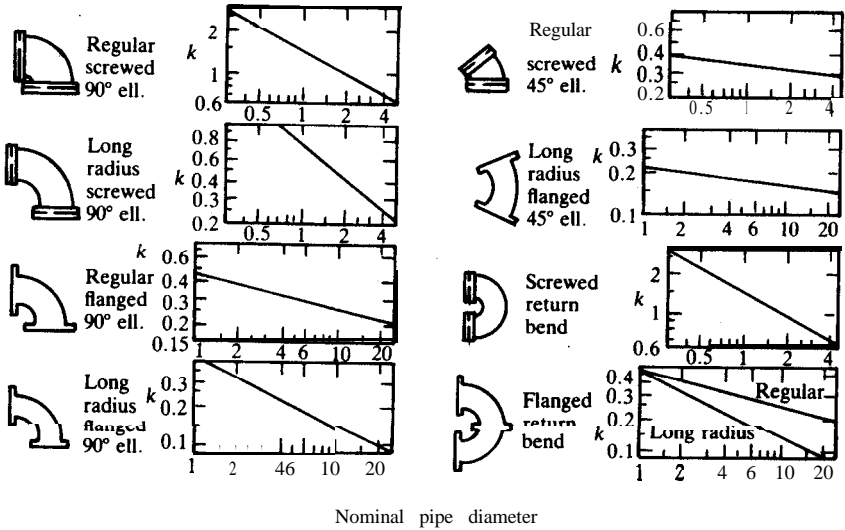 Regular
screwed
90° ell.
k
2
1
0.6
0.5 1 2 4
Long
radius
screwed
90° ell.
k
0.8
0.6
0.4
0.3
0.2
0.5 1 2 4
Regular
flanged
90° ell.
k
0.6
0.4
0.3
0.2
0.15
1 2 4 6 10 20
Long
radius
flanged
90° ell.
k
0.3
0.2
0.1
1 2 46 10 20
Regular
screwed
45° ell.
k
0.6
0.4
0.3
0.2
0.5 1 2 4
Long
radius
flanged
45° ell.
k
0.3
0.2
0.1
1 2 4 6 10 20
Screwed
return
bend
k
2
1
0.6
0.5 1 2 4
Flanged
return
bend
k
0.4
0.3
0.2
0.1
Regular
Long radius
1 2 4 6 10 20
Nominal pipe diameter